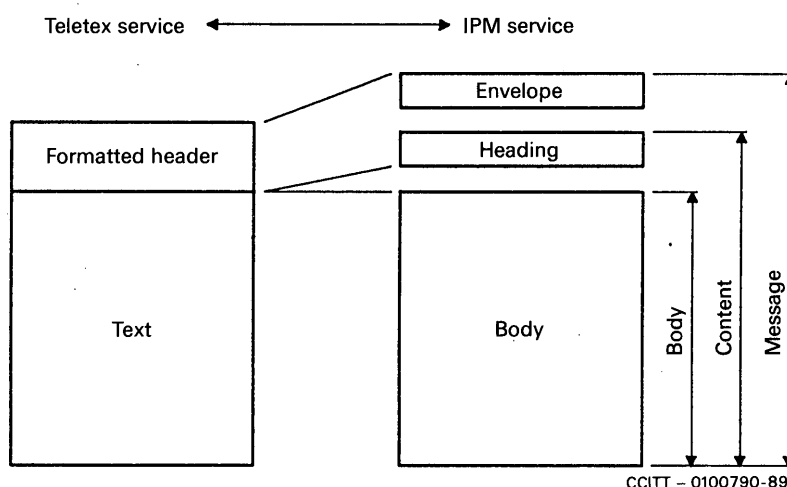 Teletex service
IPM service
Envelope
Formatted header
Heading
Text
Body
Body
Content
Message
CCITT – 0100790-89